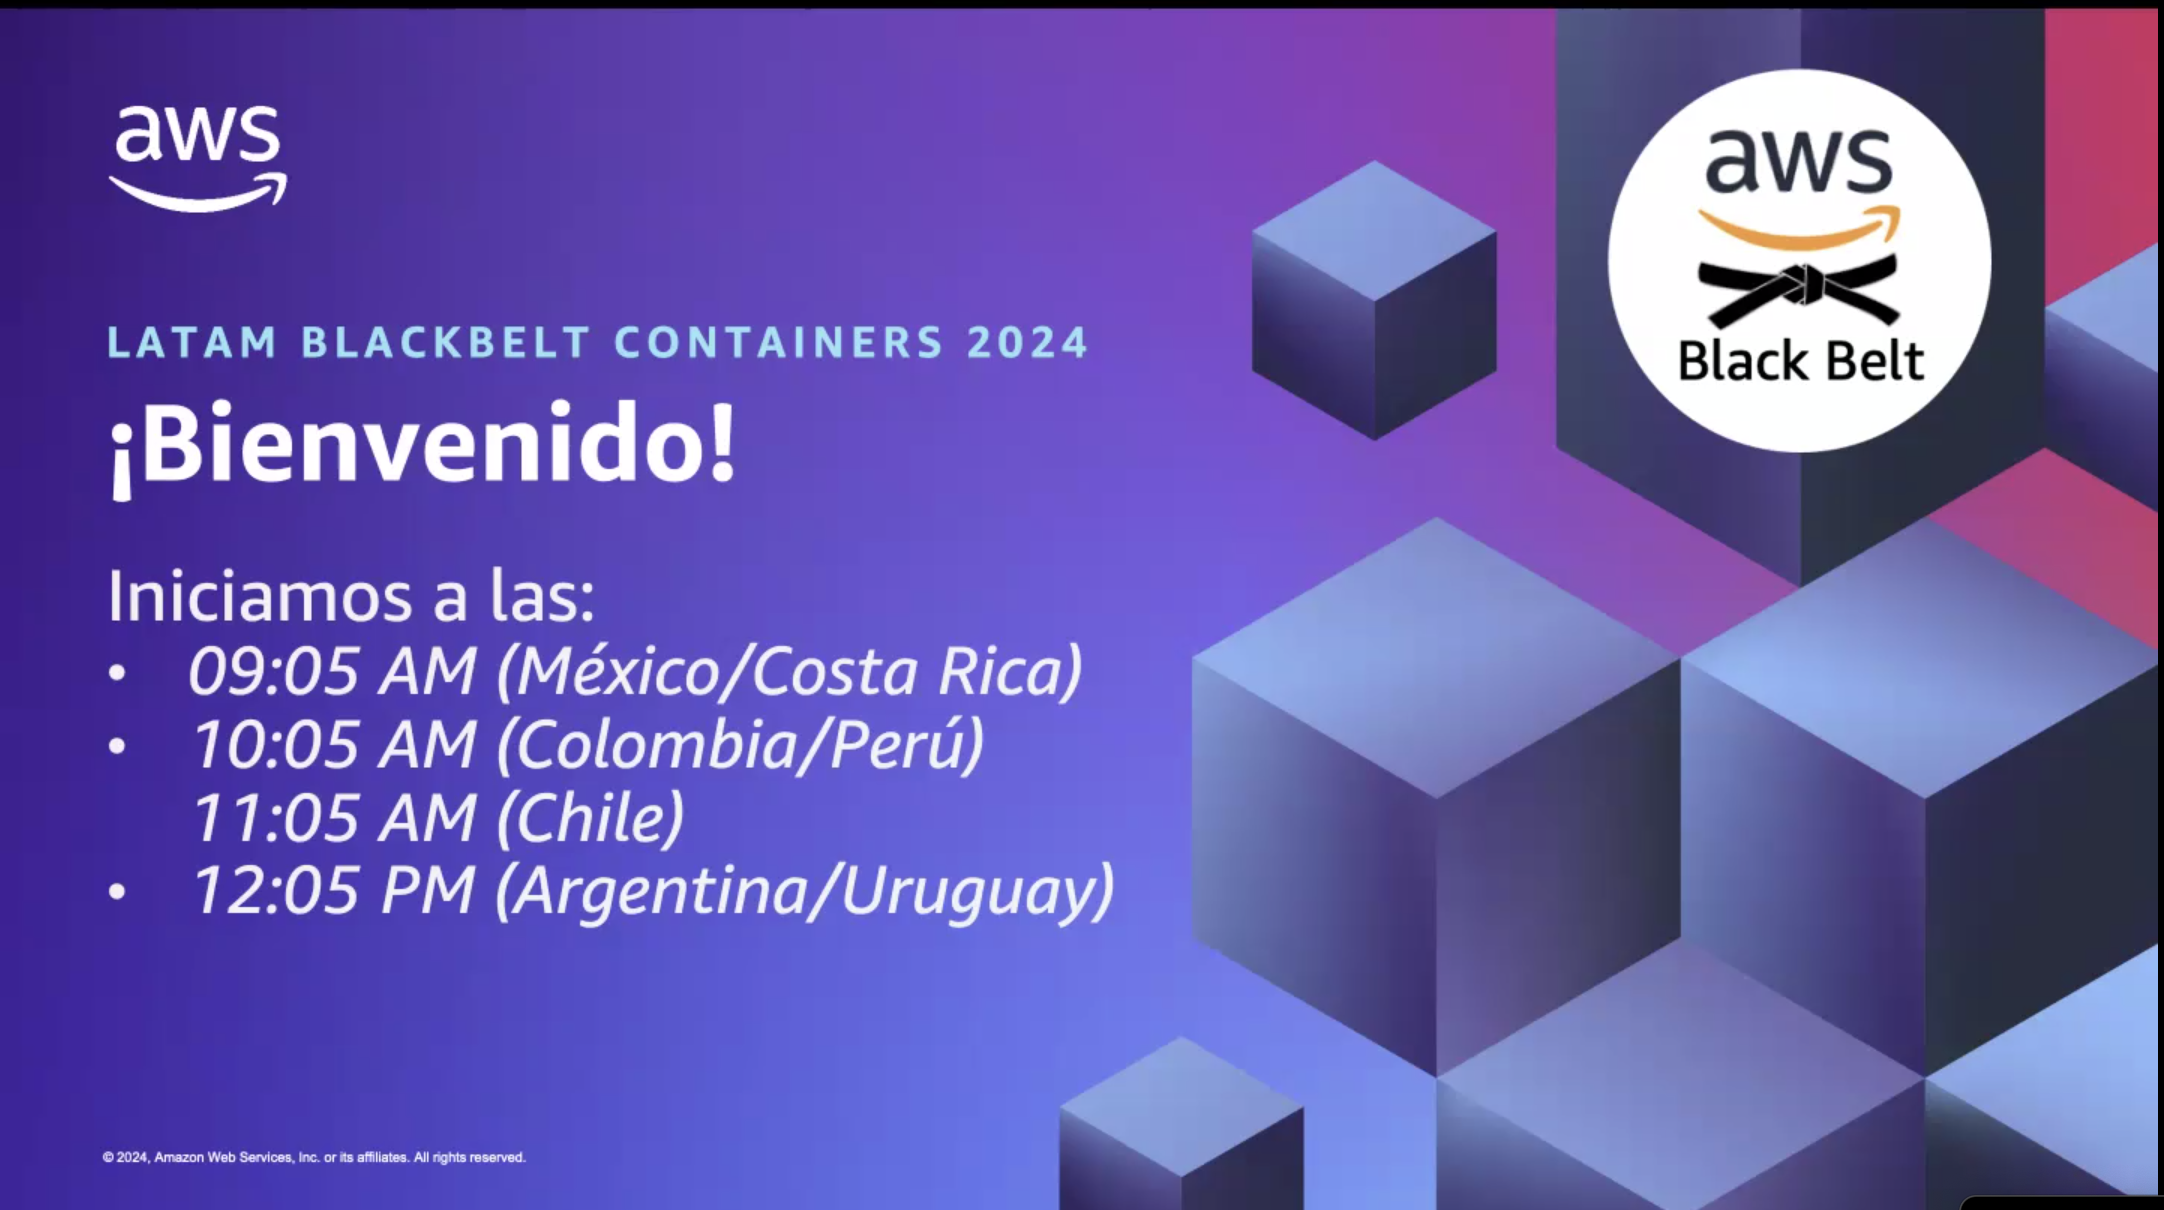 aws
aws
Black Belt
LATAM BLACKBELT CONTAINERS 2024
¡Bienvenido!
Iniciamos a las:
• 09:05 AM (México/Costa Rica)
• 10:05 AM (Colombia/Perú)
11:05 AM (Chile)
• 12:05 PM (Argentina/Uruguay)
© 2024, Amazon Web Services, Inc. or its affiliates. All rights reserved.